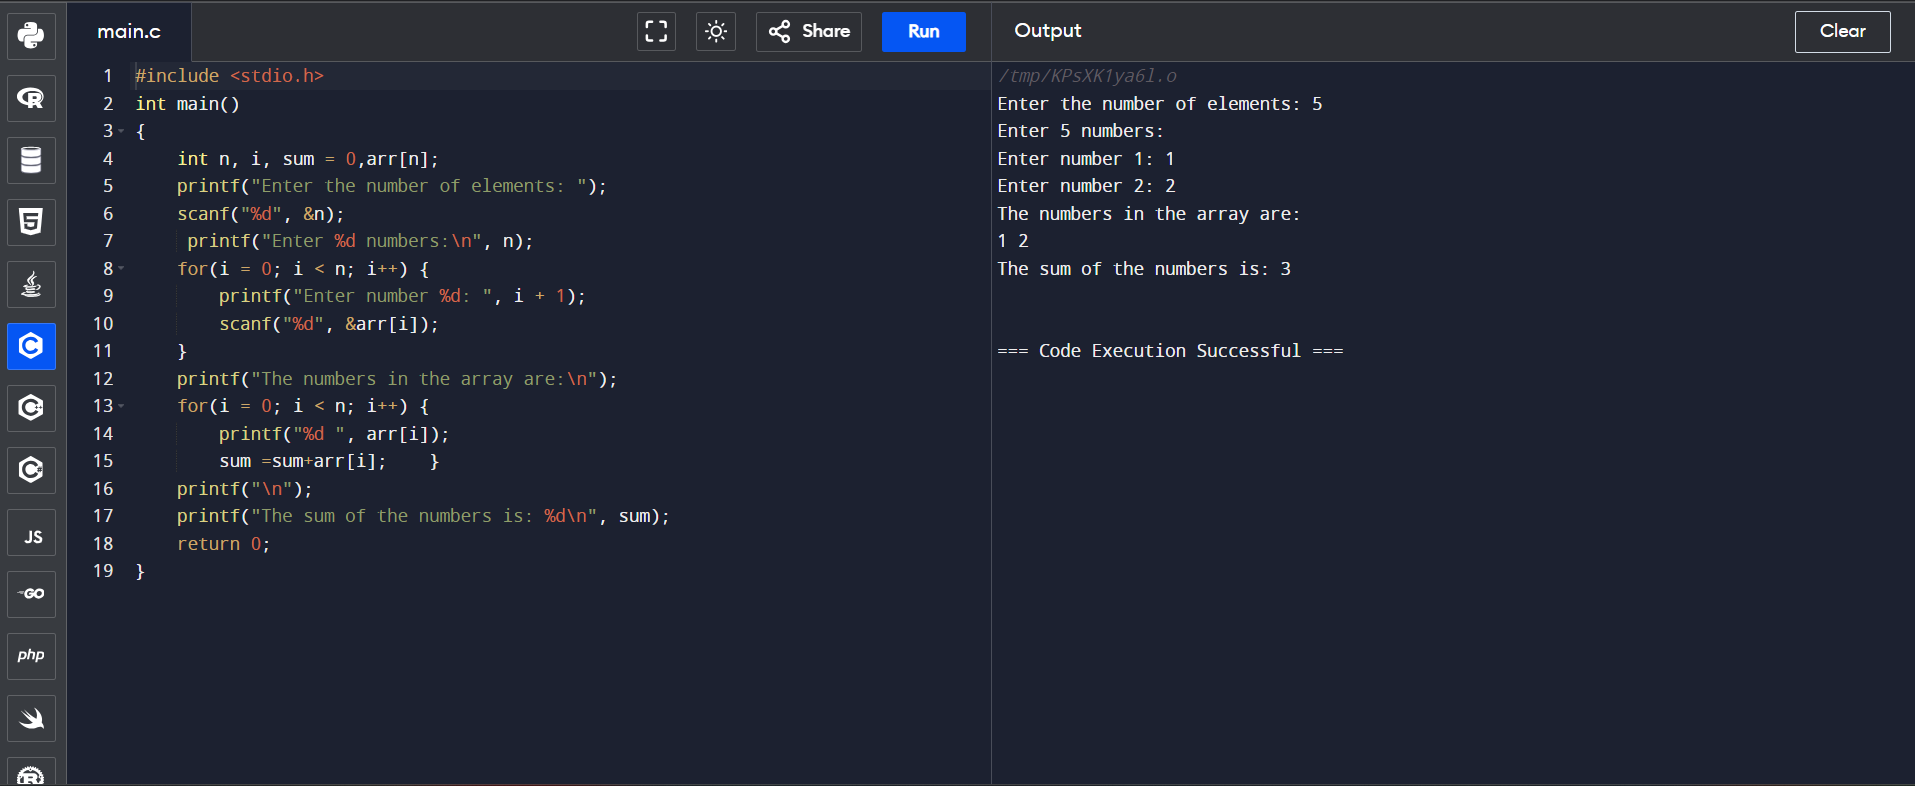 main.c
Share
Run
Output
Clear
1 #include <stdio.h>
2 int main()
3 {
4     int n, i, sum = 0,arr[n];
5     printf("Enter the number of elements: ");
6     scanf("%d", &n);
7      printf("Enter %d numbers:\n", n);
8     for(i = 0; i < n; i++) {
9         printf("Enter number %d: ", i + 1);
10         scanf("%d", &arr[i]);
11     }
12     printf("The numbers in the array are:\n");
13     for(i = 0; i < n; i++) {
14         printf("%d ", arr[i]);
15         sum =sum+arr[i];    }
16     printf("\n");
17     printf("The sum of the numbers is: %d\n", sum);
18     return 0;
19 }
/tmp/KPsXK1ya6l.o
Enter the number of elements: 5
Enter 5 numbers:
Enter number 1: 1
Enter number 2: 2
The numbers in the array are:
1 2
The sum of the numbers is: 3
=== Code Execution Successful ===
R
5
C
C
C
JS
GO
php
R